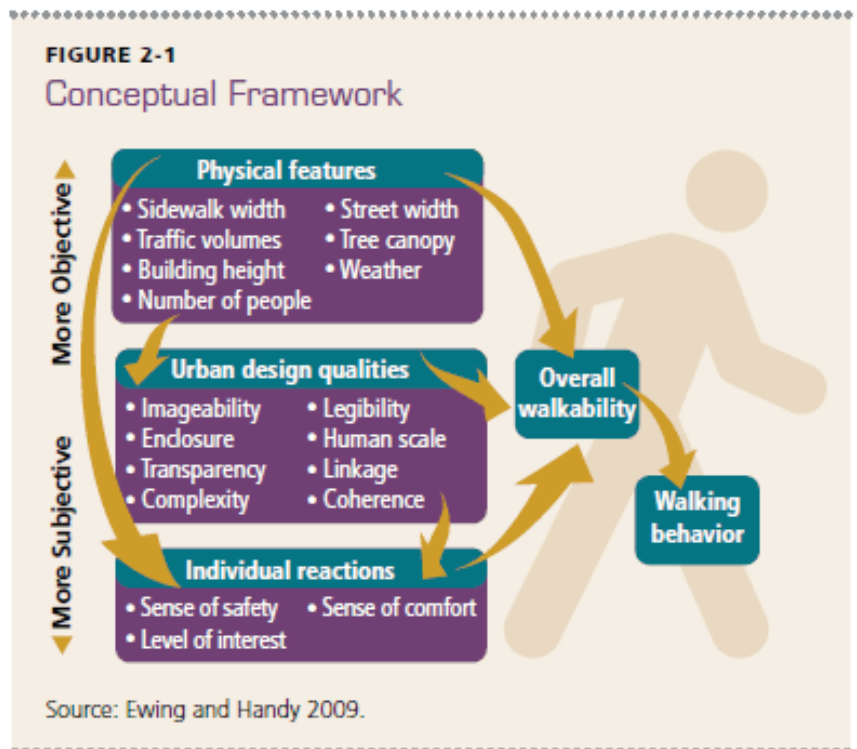 FIGURE 2-1
Conceptual Framework
More Objective
More Subjective
Physical features
• Sidewalk width • Street width
• Traffic volumes • Tree canopy
• Building height • Weather
• Number of people
Urban design qualities
• Imageability • Legibility
• Enclosure • Human scale
• Transparency • Linkage
• Complexity • Coherence
Individual reactions
• Sense of safety • Sense of comfort
• Level of interest
Overall
walkability
Walking
behavior
Source: Ewing and Handy 2009.